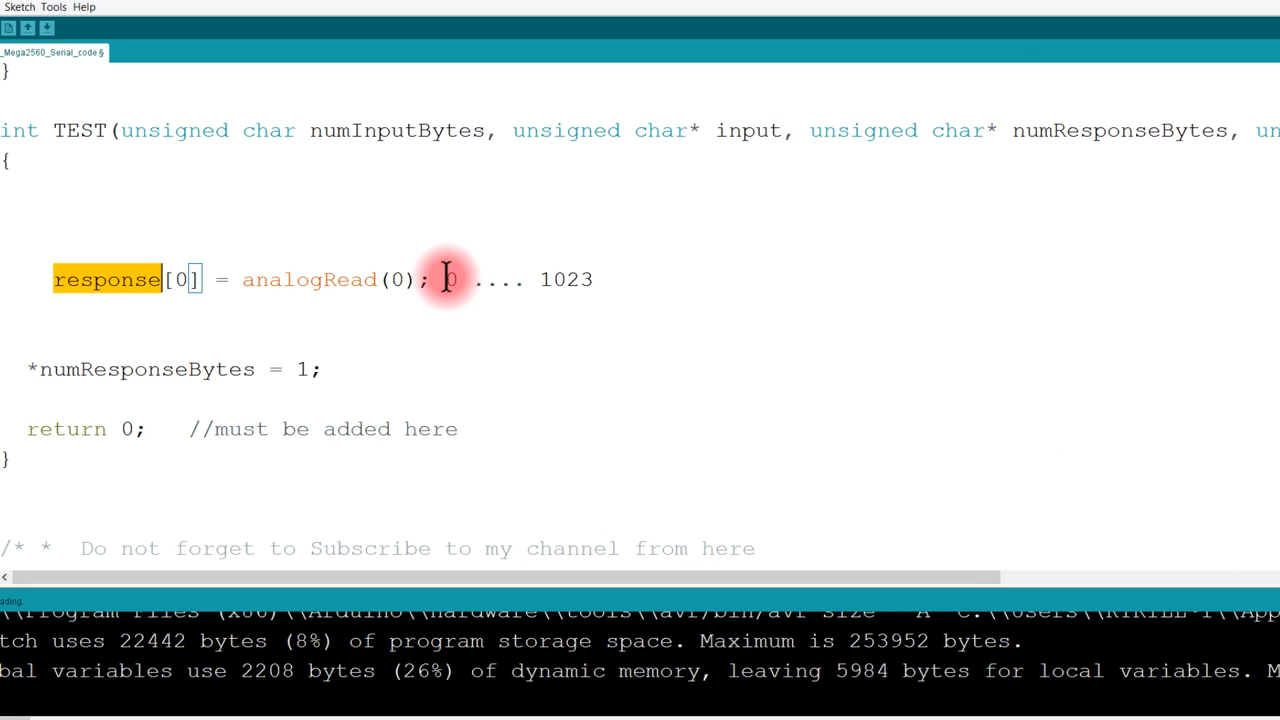 Sketch Tools Help
_Mega2560_Serial_code §
}
int TEST(unsigned char numInputBytes, unsigned char* input, unsigned char* numResponseBytes, un
{
response[0] = analogRead(0); 0 .... 1023
*numResponseBytes = 1;
return 0; //must be added here
}
/* * Do not forget to Subscribe to my channel from here
ading.
tch uses 22442 bytes (8%) of program storage space. Maximum is 253952 bytes.
bal variables use 2208 bytes (26%) of dynamic memory, leaving 5984 bytes for local variables. M